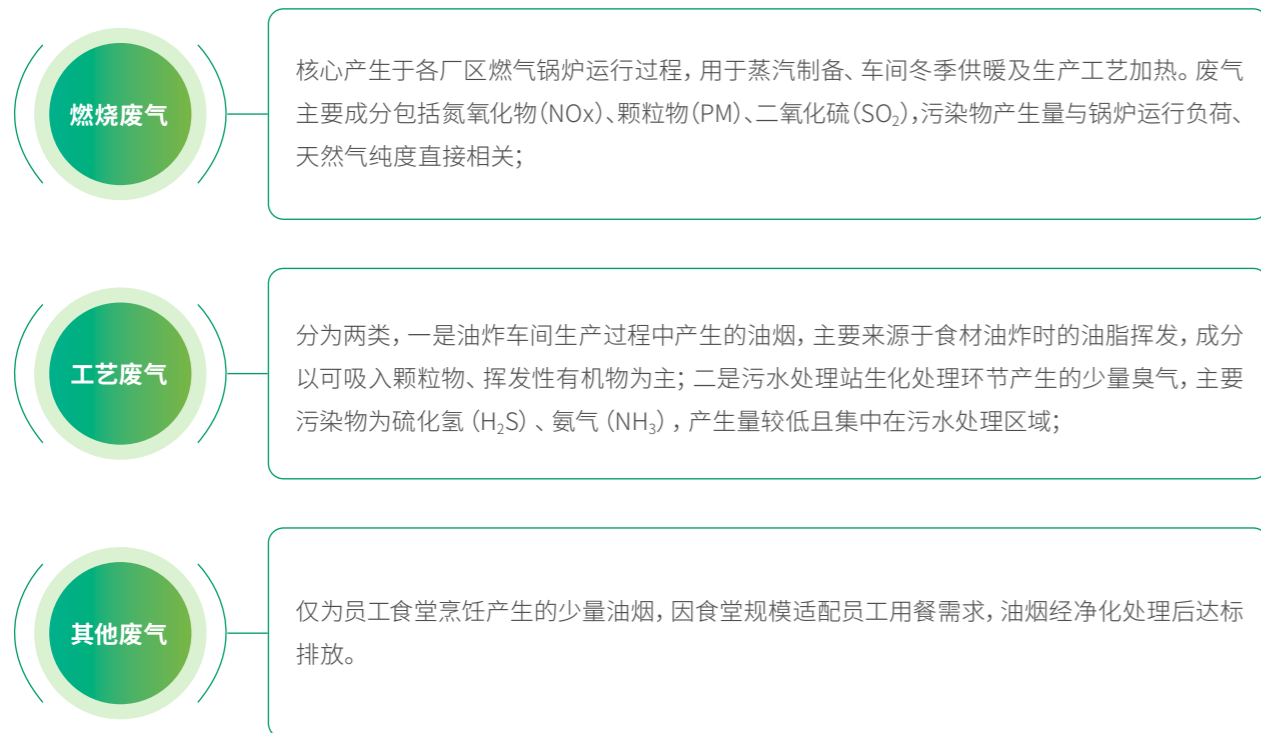 燃烧废气
核心产生于各厂区燃气锅炉运行过程，用于蒸汽制备、车间冬季供暖及生产工艺加热。废气
主要成分包括氮氧化物（NOx）、颗粒物（PM）、二氧化硫（SO₂），污染物产生量与锅炉运行负荷、
天然气纯度直接相关；
工艺废气
分为两类，一是油炸车间生产过程中产生的油烟，主要来源于食材油炸时的油脂挥发，成分
以可吸入颗粒物、挥发性有机物为主；二是污水处理站生化处理环节产生的少量臭气，主要
污染物为硫化氢（H₂S）、氨气（NH₃），产生量较低且集中在污水处理区域；
其他废气
仅为员工食堂烹饪产生的少量油烟，因食堂规模适配员工用餐需求，油烟经净化处理后达标
排放。